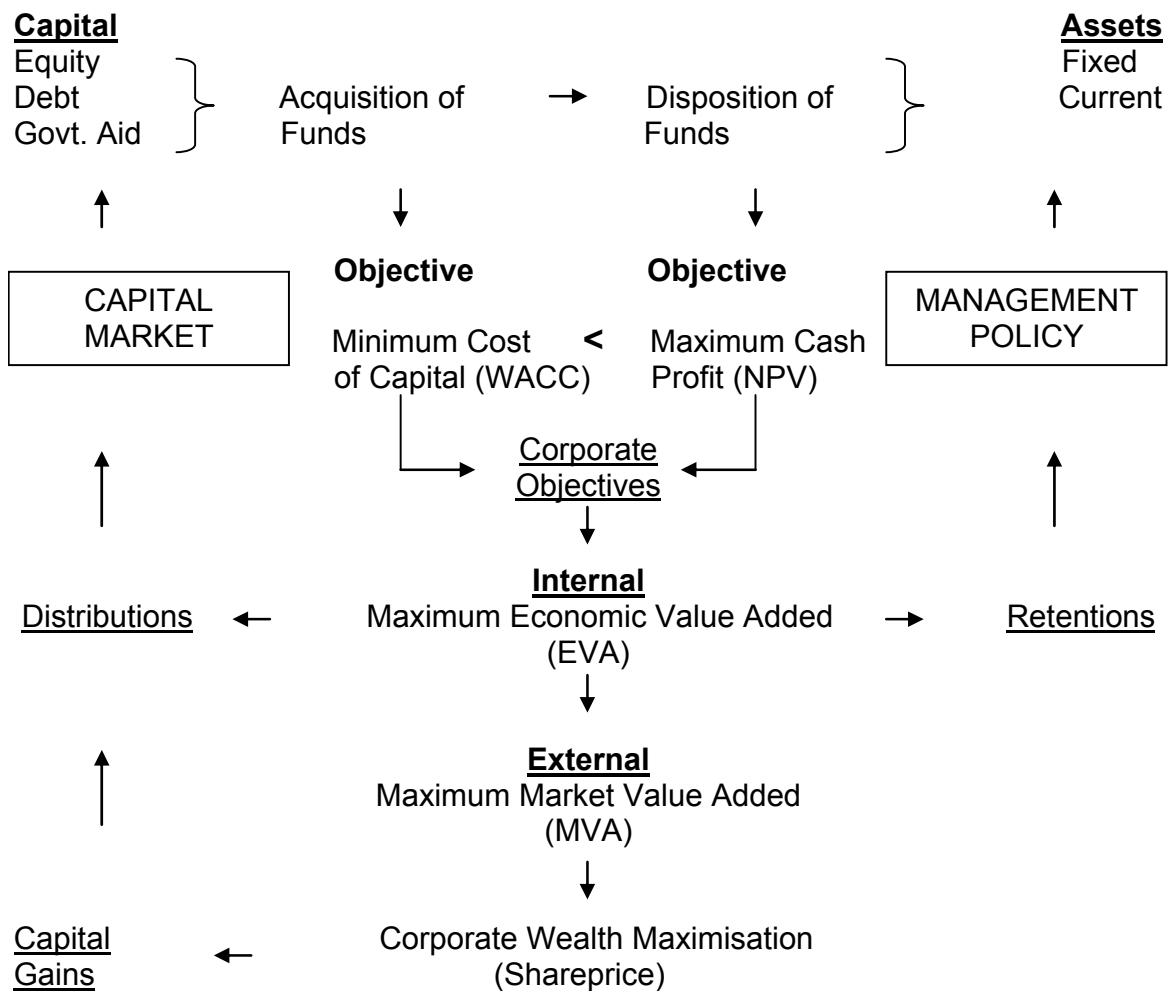 Capital
Equity
Debt
Govt. Aid
Acquisition of
Funds
Disposition of
Funds
Assets
Fixed
Current
Objective
Objective
CAPITAL
MARKET
Minimum Cost
of Capital (WACC)
<
Maximum Cash
Profit (NPV)
MANAGEMENT
POLICY
Corporate
Objectives
Internal
Distributions
Maximum Economic Value Added
(EVA)
Retentions
External
Maximum Market Value Added
(MVA)
Capital
Gains
Corporate Wealth Maximisation
(Shareprice)